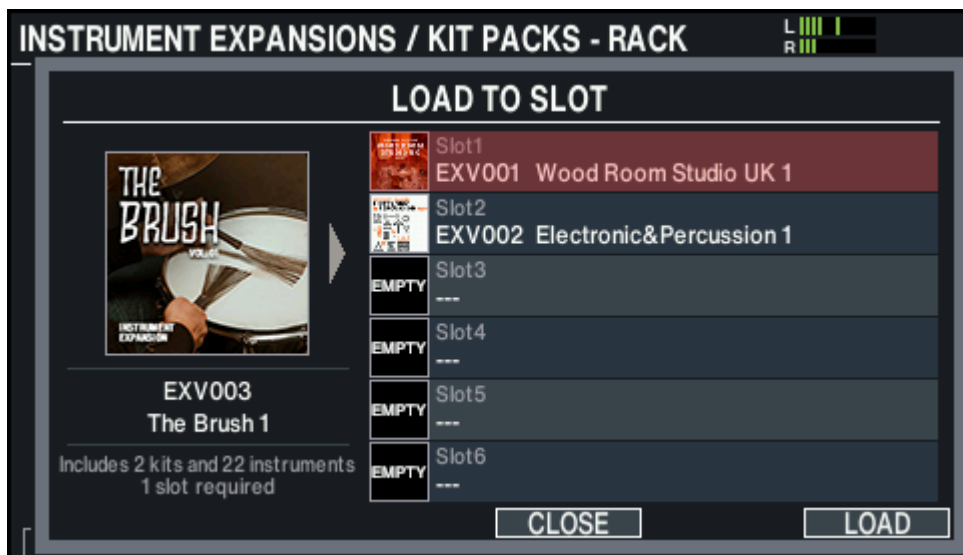 INSTRUMENT EXPANSIONS / KIT PACKS - RACK
L
R
LOAD TO SLOT
THE
BRUSH
VOL.01
INSTRUMENT
EXPANSION
EXV003
The Brush 1
Includes 2 kits and 22 instruments
1 slot required
Slot1
EXV001 Wood Room Studio UK 1
Slot2
EXV002 Electronic&Percussion 1
EMPTY
Slot3
---
EMPTY
Slot4
---
EMPTY
Slot5
---
EMPTY
Slot6
---
CLOSE
LOAD